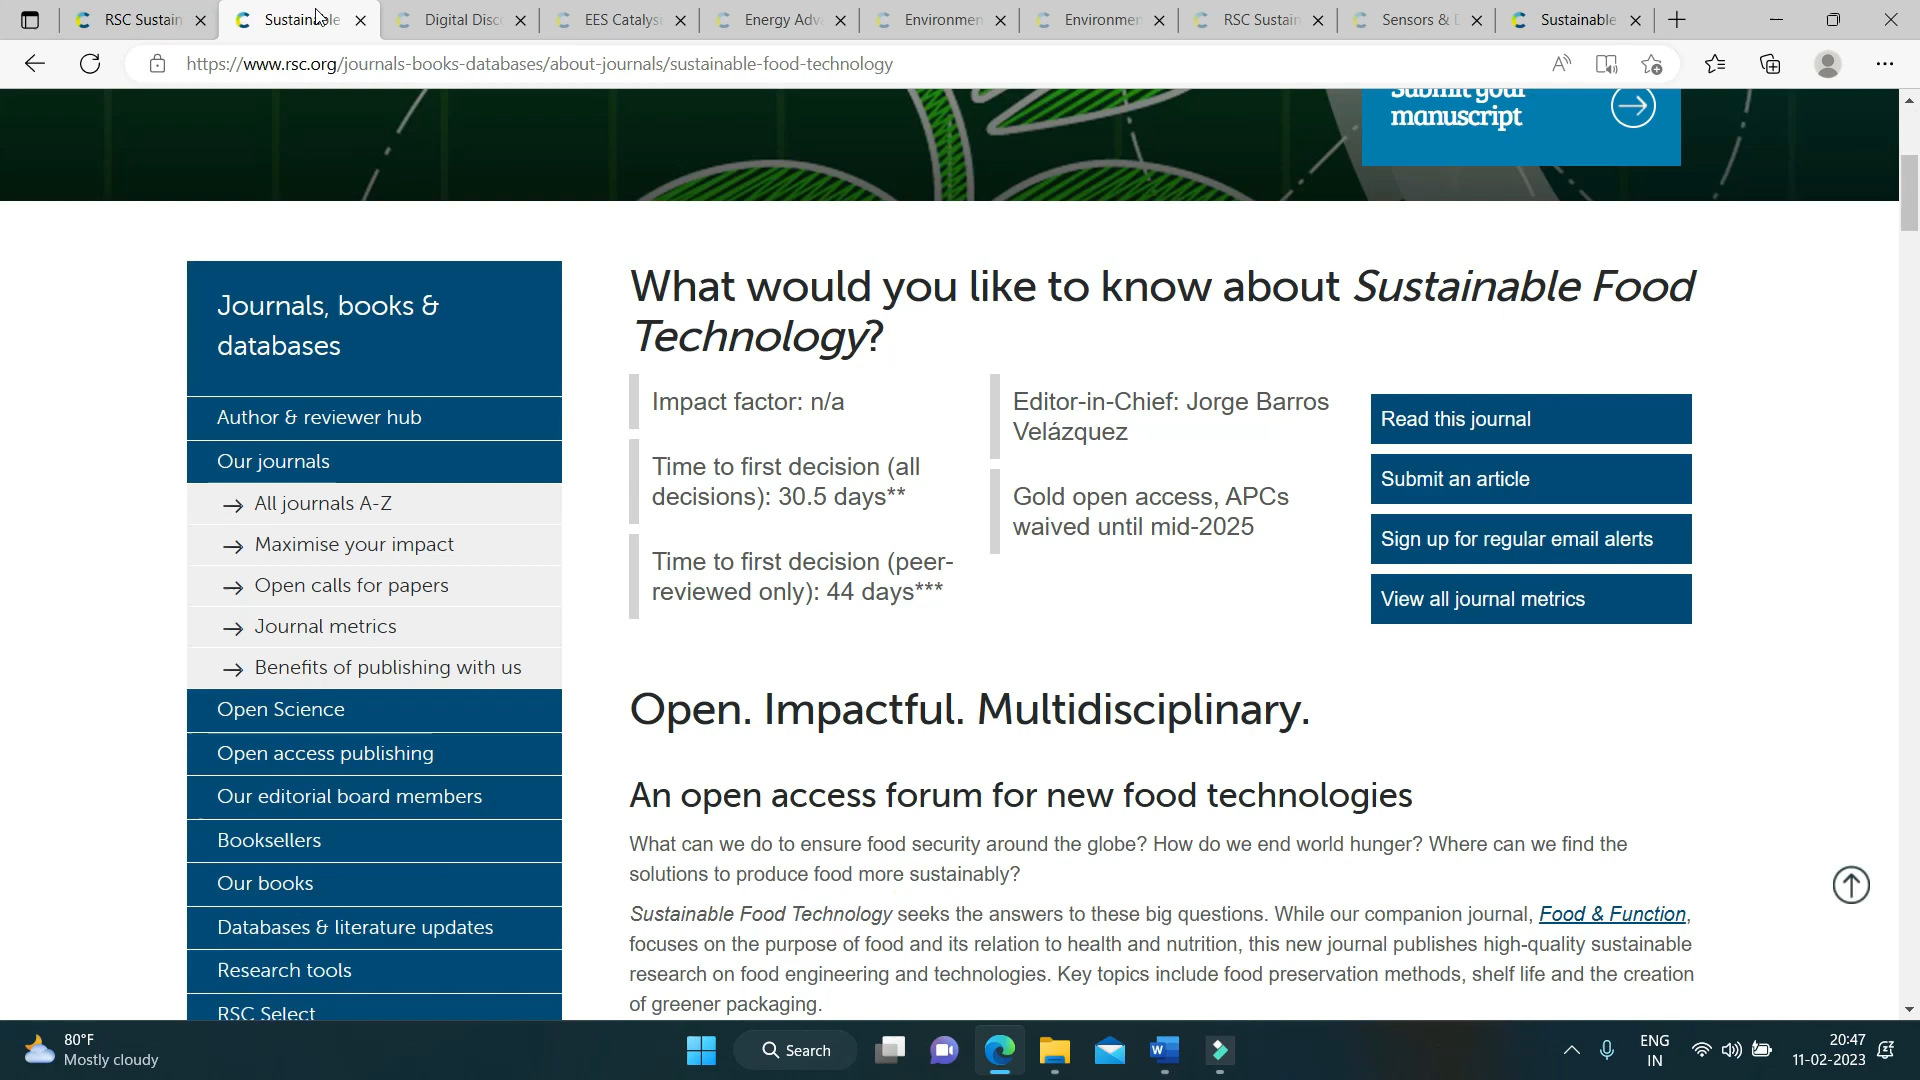 RSC Sustain
Sustainable
Digital Disc
EES Catalys
Energy Adv
Environmen
Environmen
RSC Sustain
Sensors & D
Sustainable
https://www.rsc.org/journals-books-databases/about-journals/sustainable-food-technology
Submit your
manuscript
Journals, books &
databases
Author & reviewer hub
Our journals
All journals A-Z
Maximise your impact
Open calls for papers
Journal metrics
Benefits of publishing with us
Open Science
Open access publishing
Our editorial board members
Booksellers
Our books
Databases & literature updates
Research tools
RSC Select
What would you like to know about Sustainable Food
Technology?
Impact factor: n/a
Time to first decision (all
decisions): 30.5 days**
Time to first decision (peer-
reviewed only): 44 days***
Editor-in-Chief: Jorge Barros
Velázquez
Gold open access, APCs
waived until mid-2025
Read this journal
Submit an article
Sign up for regular email alerts
View all journal metrics
Open. Impactful. Multidisciplinary.
An open access forum for new food technologies
What can we do to ensure food security around the globe? How do we end world hunger? Where can we find the
solutions to produce food more sustainably?
Sustainable Food Technology seeks the answers to these big questions. While our companion journal, Food & Function,
focuses on the purpose of food and its relation to health and nutrition, this new journal publishes high-quality sustainable
research on food engineering and technologies. Key topics include food preservation methods, shelf life and the creation
of greener packaging.
80°F
Mostly cloudy
Search
ENG
IN
20:47
11-02-2023